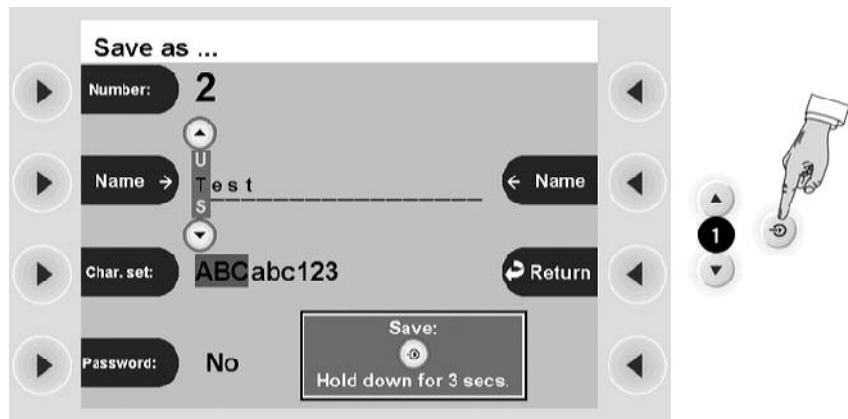 Save as ...
Number: 2
U
Name → Test ← Name
S
Char. set: ABCabc123 Return
Save:
Password: No
Hold down for 3 secs.
1